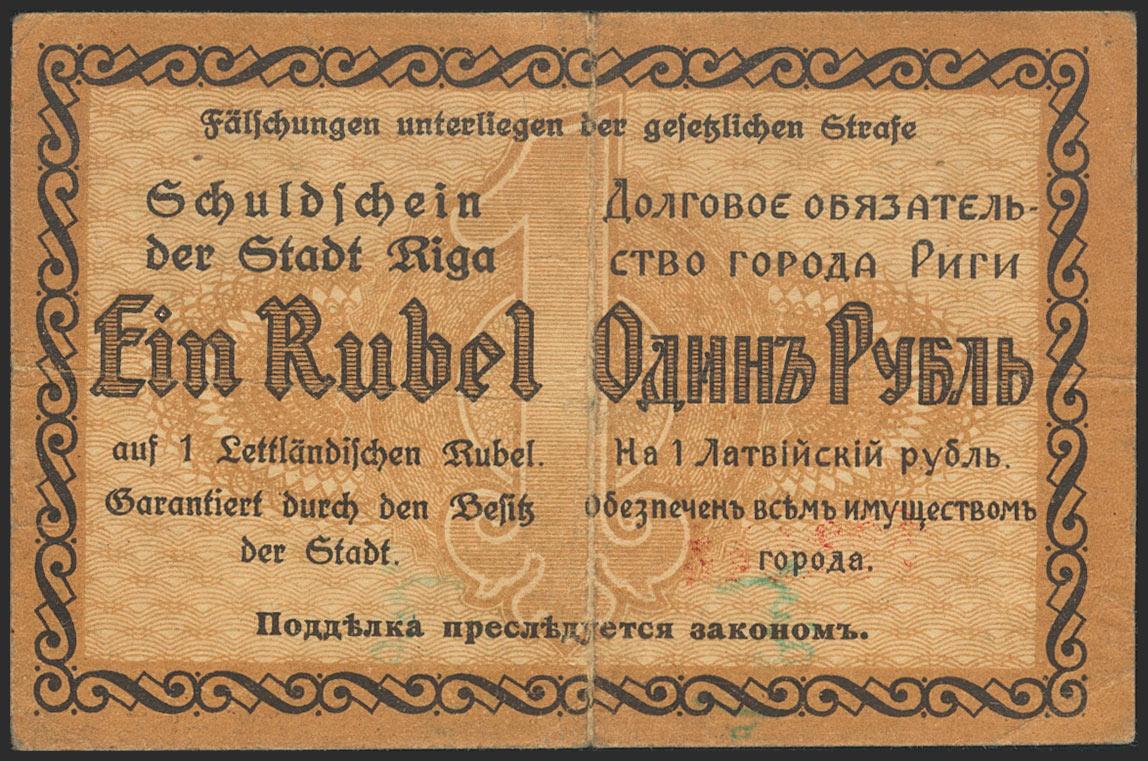 Fälschungen unterliegen der gesetzlichen Strafe
Schuldschein
der Stadt Riga
Ein Rubel
auf 1 Lettländischen Rubel.
Garantiert durch den Besitz
der Stadt.
Долговое обязатель-
ство города Риги
Одинъ Рубль
На 1 Латвійскій рубль.
Обезпеченъ всѣмъ имуществомъ
города.
1
Поддѣлка преслѣдуется закономъ.